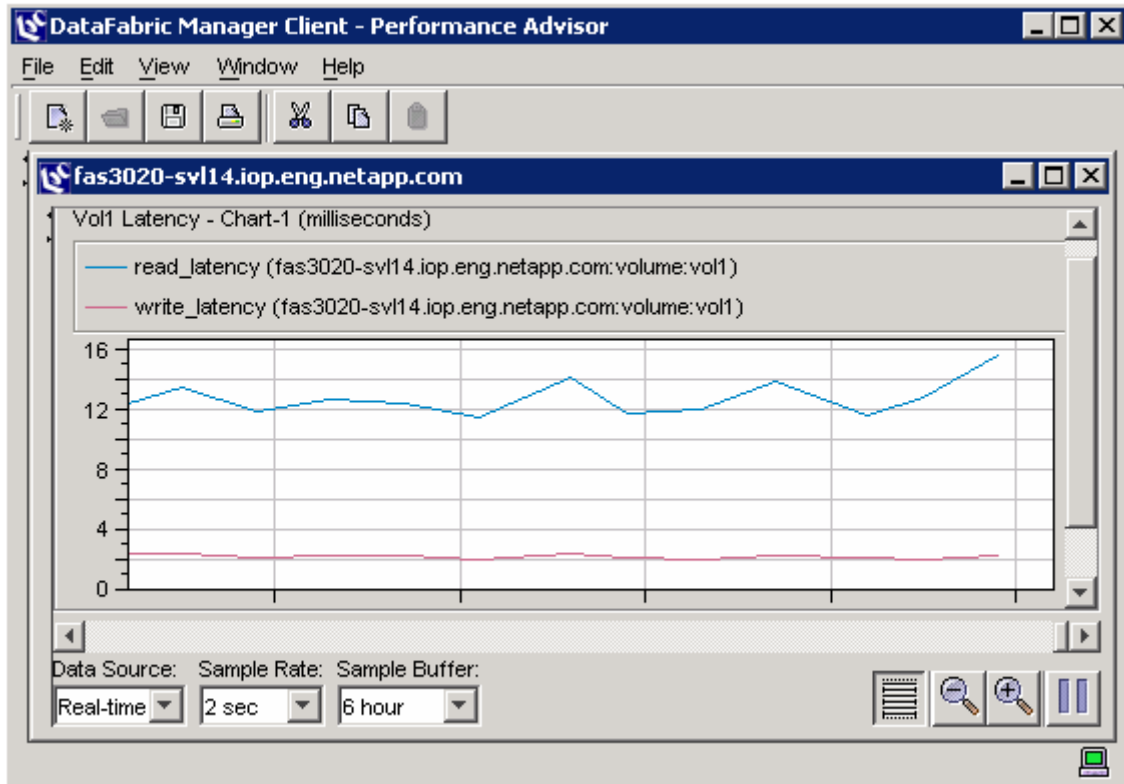 DataFabric Manager Client - Performance Advisor
File Edit View Window Help
fas3020-svl14.iop.eng.netapp.com
Vol1 Latency - Chart-1 (milliseconds)
read_latency (fas3020-svl14.iop.eng.netapp.com:volume:vol1)
write_latency (fas3020-svl14.iop.eng.netapp.com:volume:vol1)
16
12
8
4
0
Data Source: Sample Rate: Sample Buffer:
Real-time 2 sec 6 hour